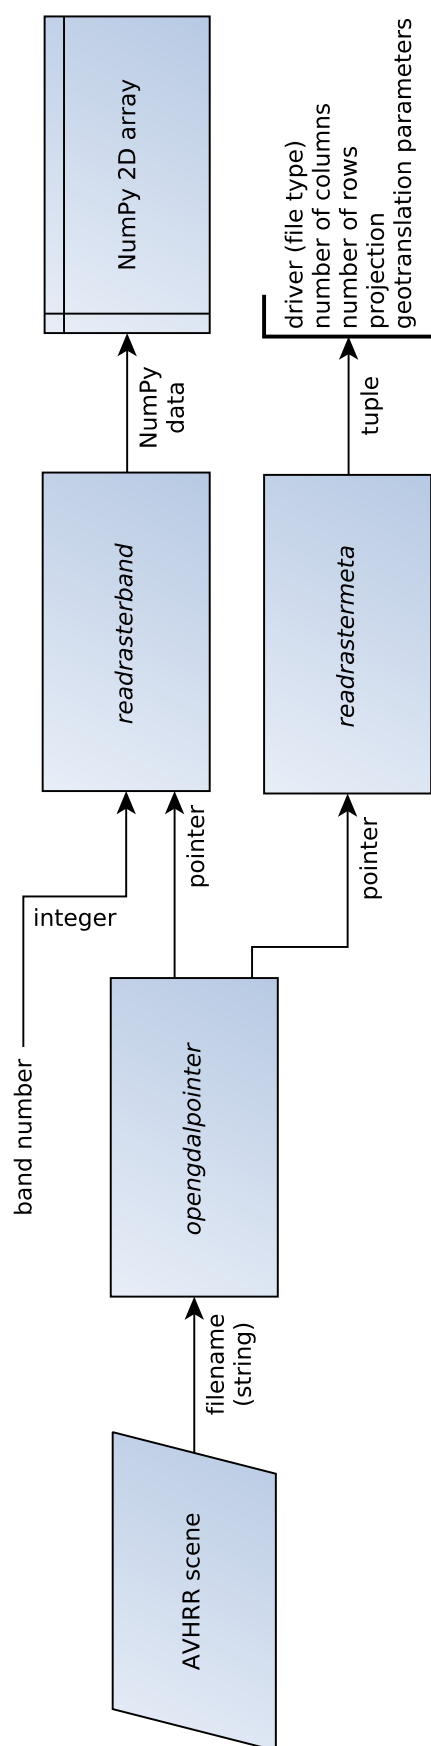 AVHRR scene
filename
(string)
opengdalpointer
band number
integer
pointer
readrasterband
NumPy
data
NumPy 2D array
pointer
readrastermeta
tuple
driver (file type)
number of columns
number of rows
projection
geotranslation parameters